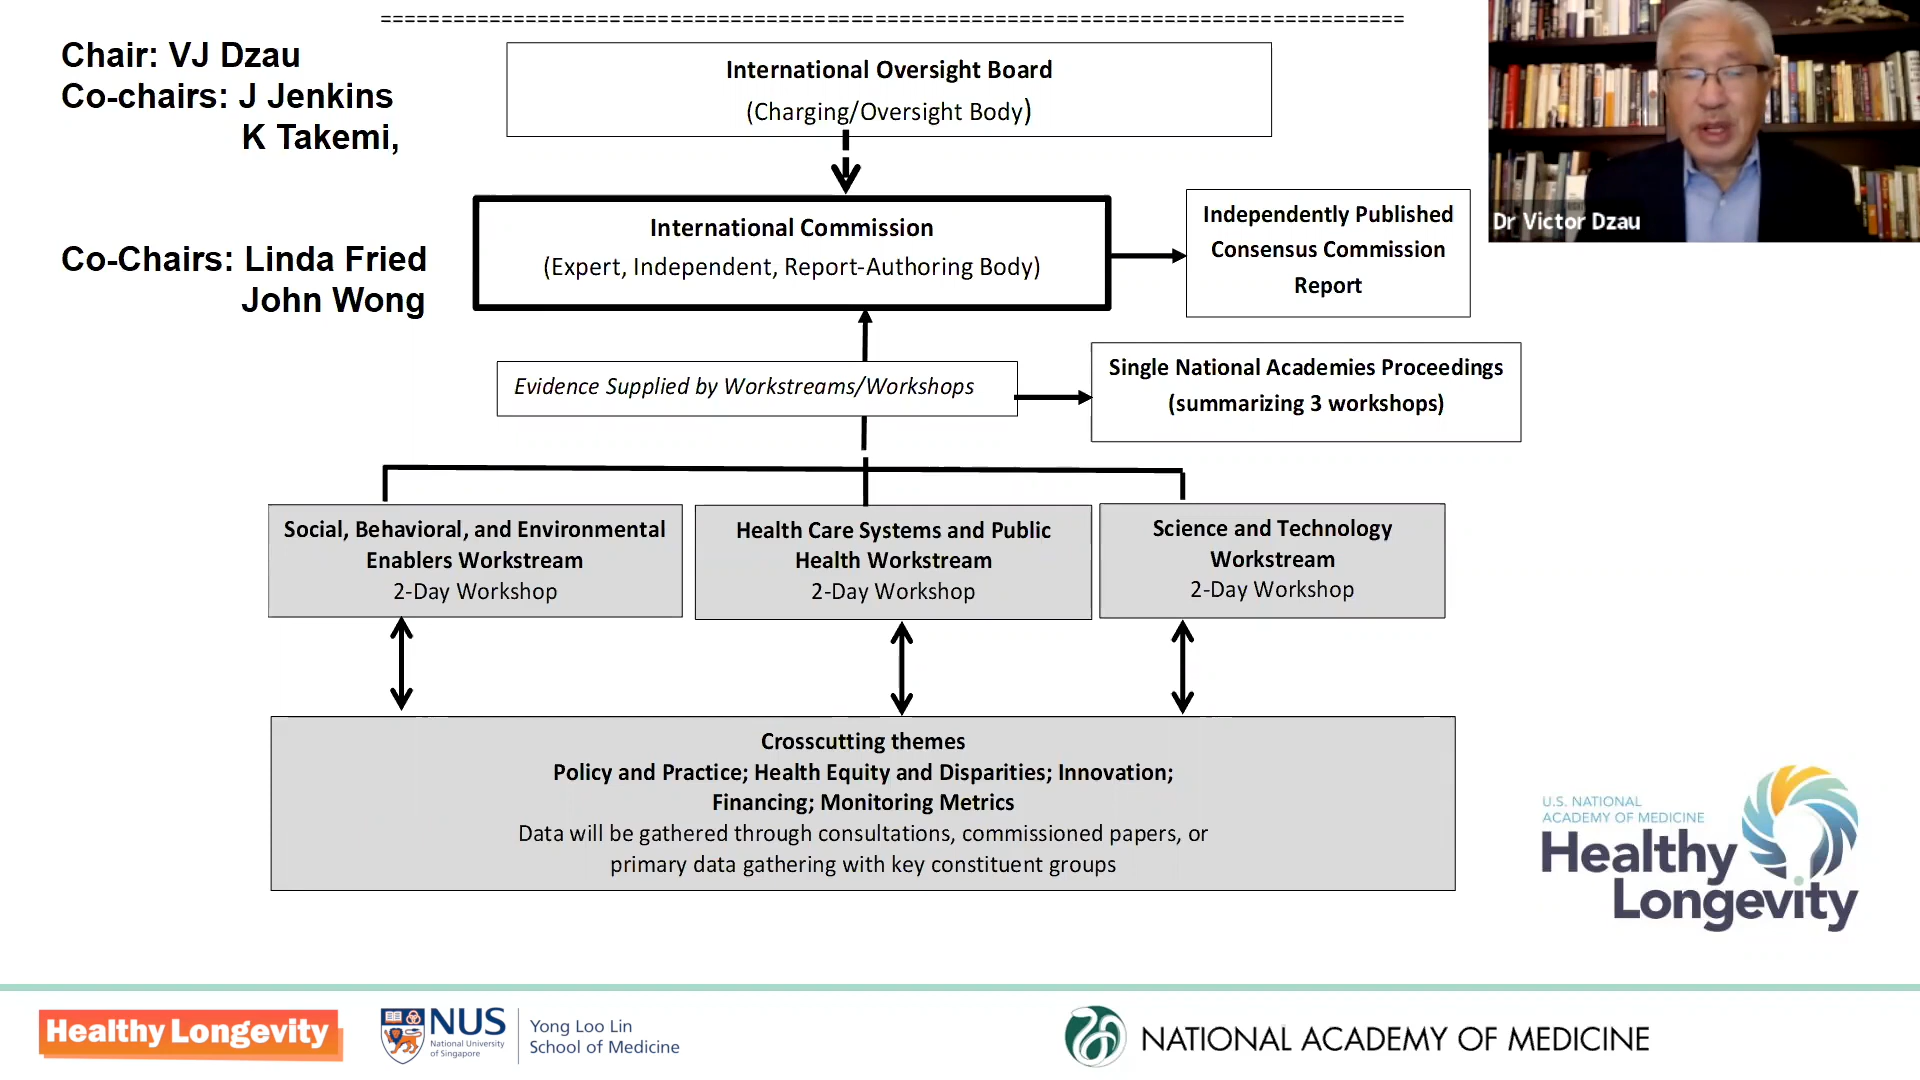 Chair: VJ Dzau
Co-chairs: J Jenkins
K Takemi,
International Oversight Board
(Charging/Oversight Body)
Dr Victor Dzau
Co-Chairs: Linda Fried
John Wong
International Commission
(Expert, Independent, Report-Authoring Body)
Independently Published
Consensus Commission
Report
Evidence Supplied by Workstreams/Workshops
Single National Academies Proceedings
(summarizing 3 workshops)
Social, Behavioral, and Environmental
Enablers Workstream
2-Day Workshop
Health Care Systems and Public
Health Workstream
2-Day Workshop
Science and Technology
Workstream
2-Day Workshop
Crosscutting themes
Policy and Practice; Health Equity and Disparities; Innovation;
Financing; Monitoring Metrics
Data will be gathered through consultations, commissioned papers, or
primary data gathering with key constituent groups
U.S. NATIONAL
ACADEMY OF MEDICINE
Healthy
Longevity
Healthy Longevity
NUS
National University
of Singapore
Yong Loo Lin
School of Medicine
NATIONAL ACADEMY OF MEDICINE